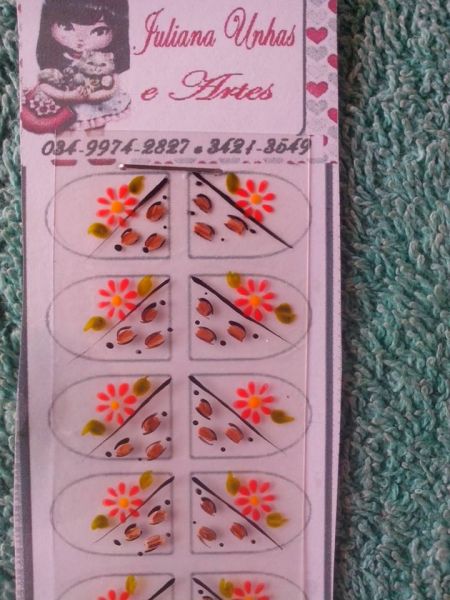 Juliana Unhas
e Artes
034-9974-2827 • 3421-3549